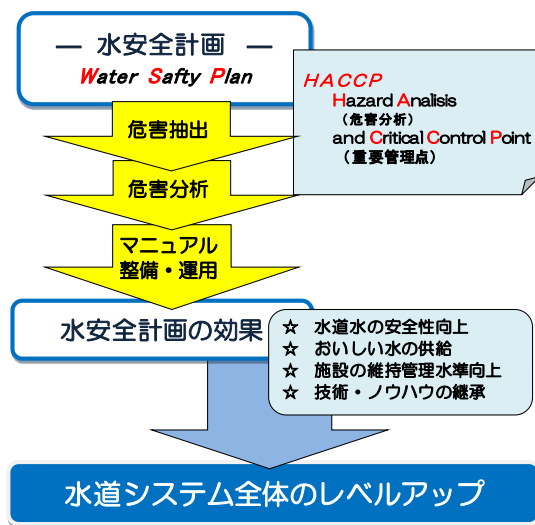 — 水安全計画 —
Water Safty Plan
HACCP
Hazard Analisis
(危害分析)
and Critical Control Point
(重要管理点)
危害抽出
危害分析
マニュアル
整備・運用
水安全計画の効果
☆ 水道水の安全性向上
☆ おいしい水の供給
☆ 施設の維持管理水準向上
☆ 技術・ノウハウの継承
水道システム全体のレベルアップ